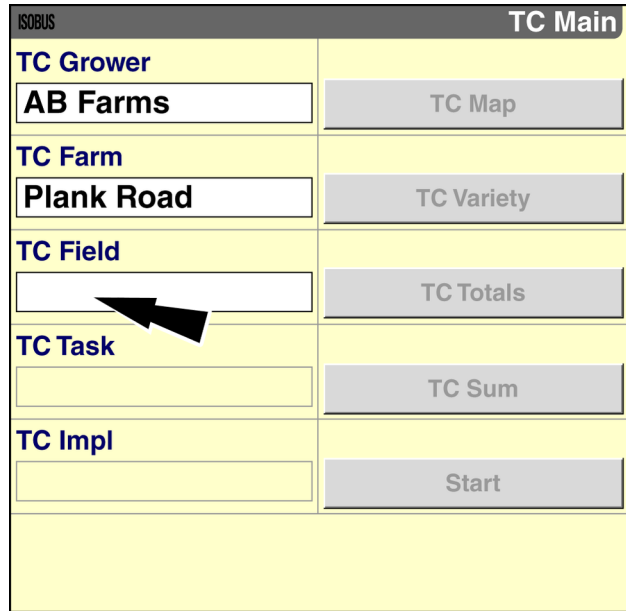 ISOBUS
TC Main
TC Grower
AB Farms
TC Map
TC Farm
Plank Road
TC Variety
TC Field
TC Totals
TC Task
TC Sum
TC Impl
Start